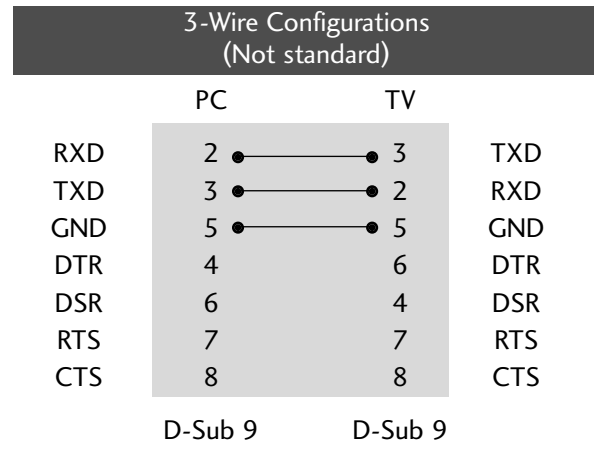 3-Wire Configurations
(Not standard)
PC TV
RXD 2 3 TXD
TXD 3 2 RXD
GND 5 5 GND
DTR 4 6 DTR
DSR 6 4 DSR
RTS 7 7 RTS
CTS 8 8 CTS
D-Sub 9 D-Sub 9